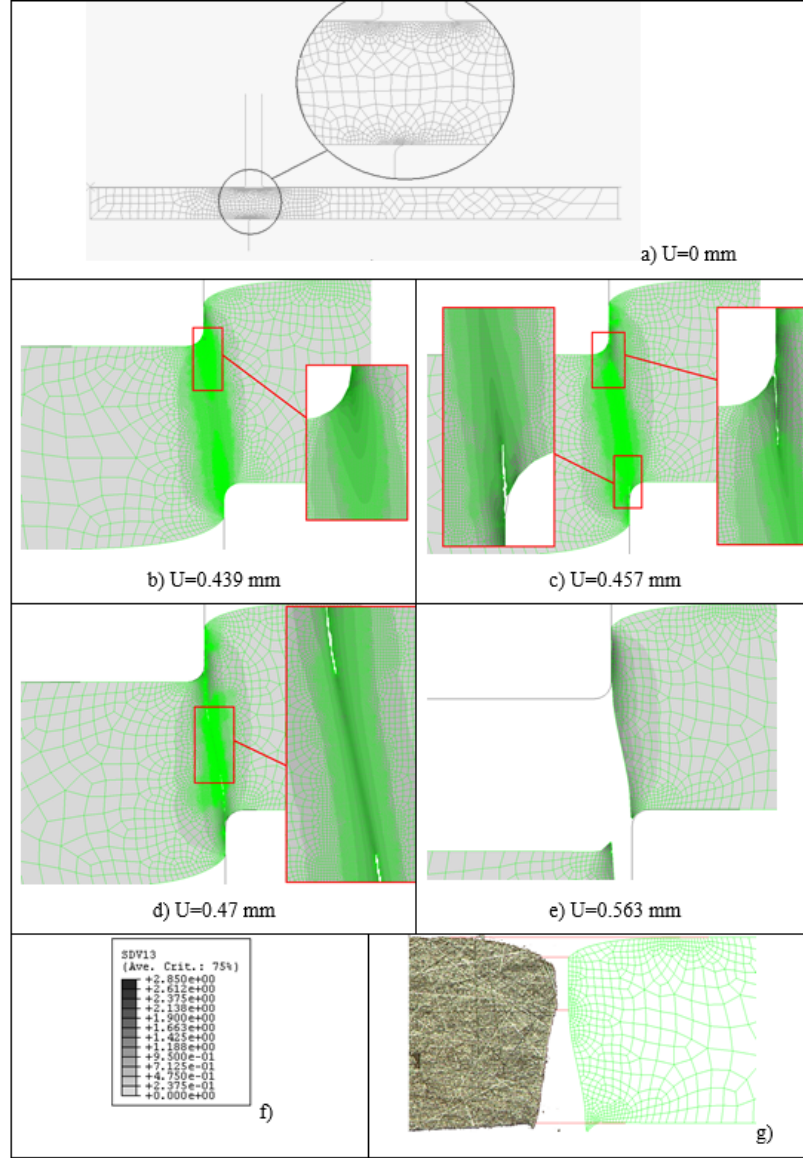 a) U=0 mm
b) U=0.439 mm
c) U=0.457 mm
d) U=0.47 mm
e) U=0.563 mm
SDV13
(Ave. Crit.: 75%)
+2.850e+00
+2.612e+00
+2.375e+00
+2.138e+00
+1.900e+00
+1.663e+00
+1.425e+00
+1.188e+00
+9.500e-01
+7.125e-01
+4.750e-01
+2.375e-01
+0.000e+00
f)
g)